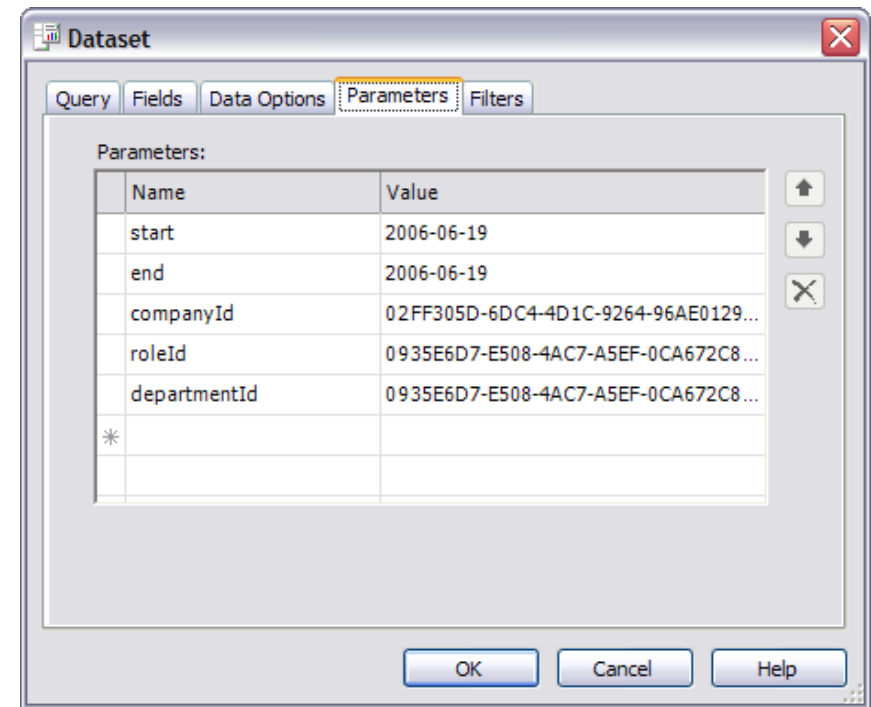 Dataset
Query Fields Data Options Parameters Filters
Parameters:
Name Value
start 2006-06-19
end 2006-06-19
companyId 02FF305D-6DC4-4D1C-9264-96AE0129...
roleId 0935E6D7-E508-4AC7-A5EF-0CA672C8...
departmentId 0935E6D7-E508-4AC7-A5EF-0CA672C8...
OK Cancel Help